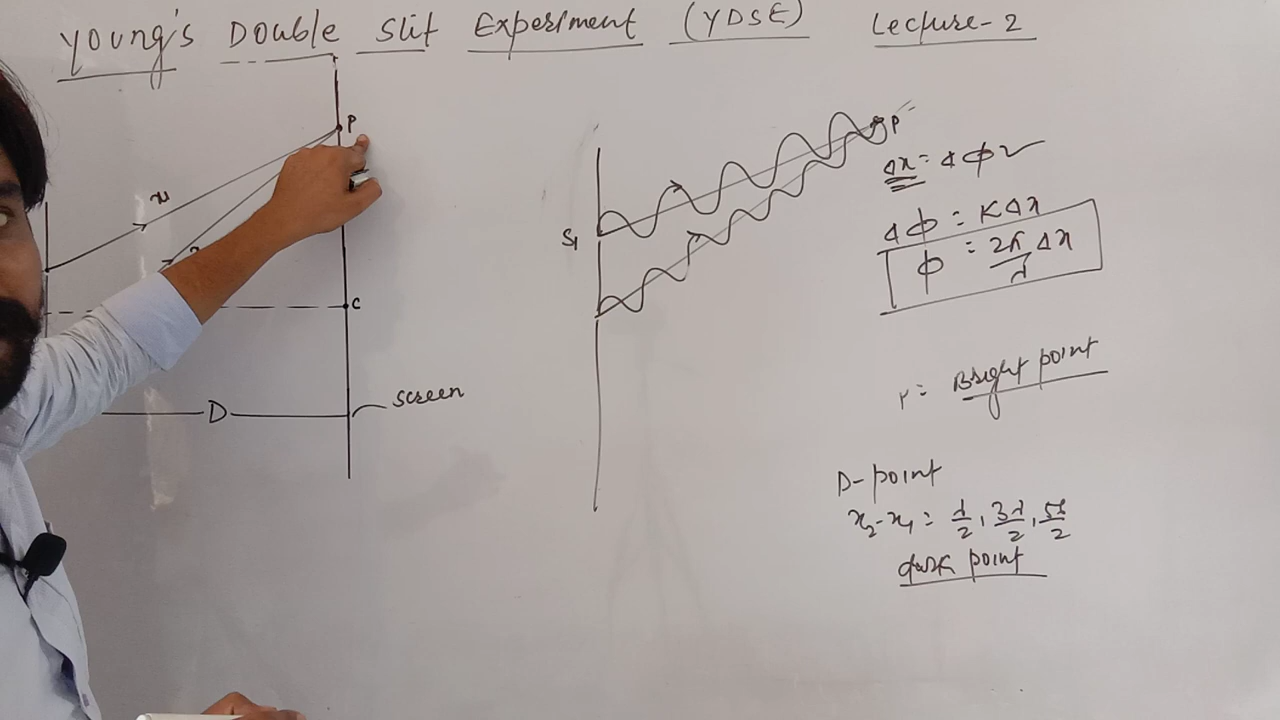 Young's Double Slit Experiment (YDSE) Lecture-2
P
C
D
screen
S₁
P
Δx = Δϕ
Δϕ = KΔx
ϕ = 2π/λ Δx
P = Bright point
D-point
x₂-x₁ = λ/2, 3λ/2, 5λ/2
dark point